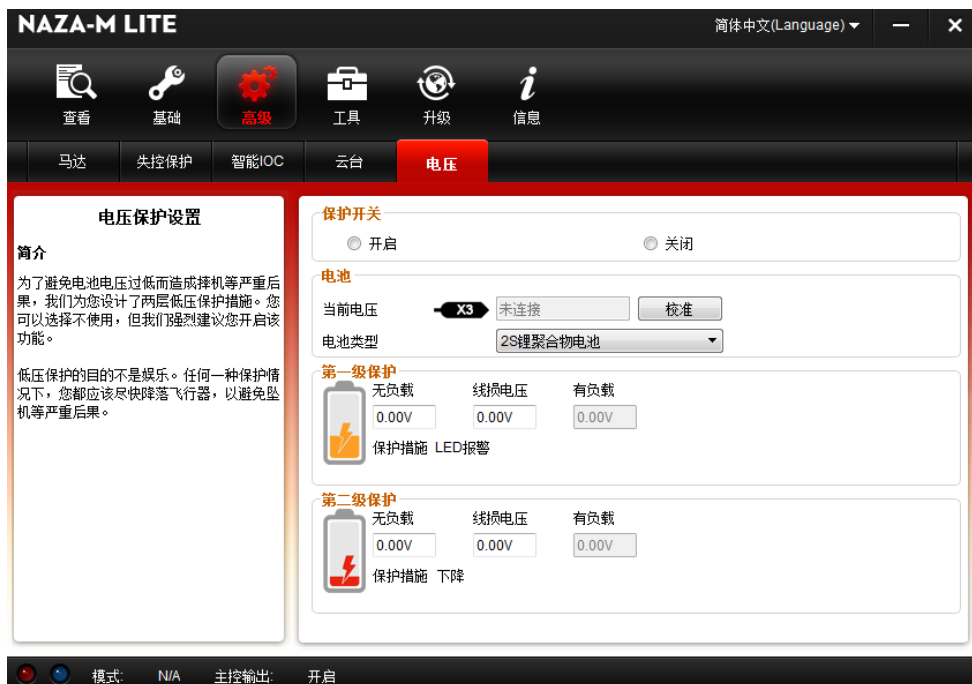 NAZA-M LITE 简体中文(Language)
查看 基础 高级 工具 升级 信息
马达 失控保护 智能IOC 云台 电压
电压保护设置
简介
为了避免电池电压过低而造成摔机等严重后
果，我们为您设计了两层低压保护措施。您
可以选择不使用，但我们强烈建议您开启该
功能。
低压保护的目的不是娱乐。任何一种保护情
况下，您都应该尽快降落飞行器，以避免坠
机等严重后果。
保护开关
开启 关闭
电池
当前电压 X3 未连接 校准
电池类型 2S锂聚合物电池
第一级保护
无负载 线损电压 有负载
0.00V 0.00V 0.00V
保护措施 LED报警
第二级保护
无负载 线损电压 有负载
0.00V 0.00V 0.00V
保护措施 下降
模式: N/A 主控输出: 开启